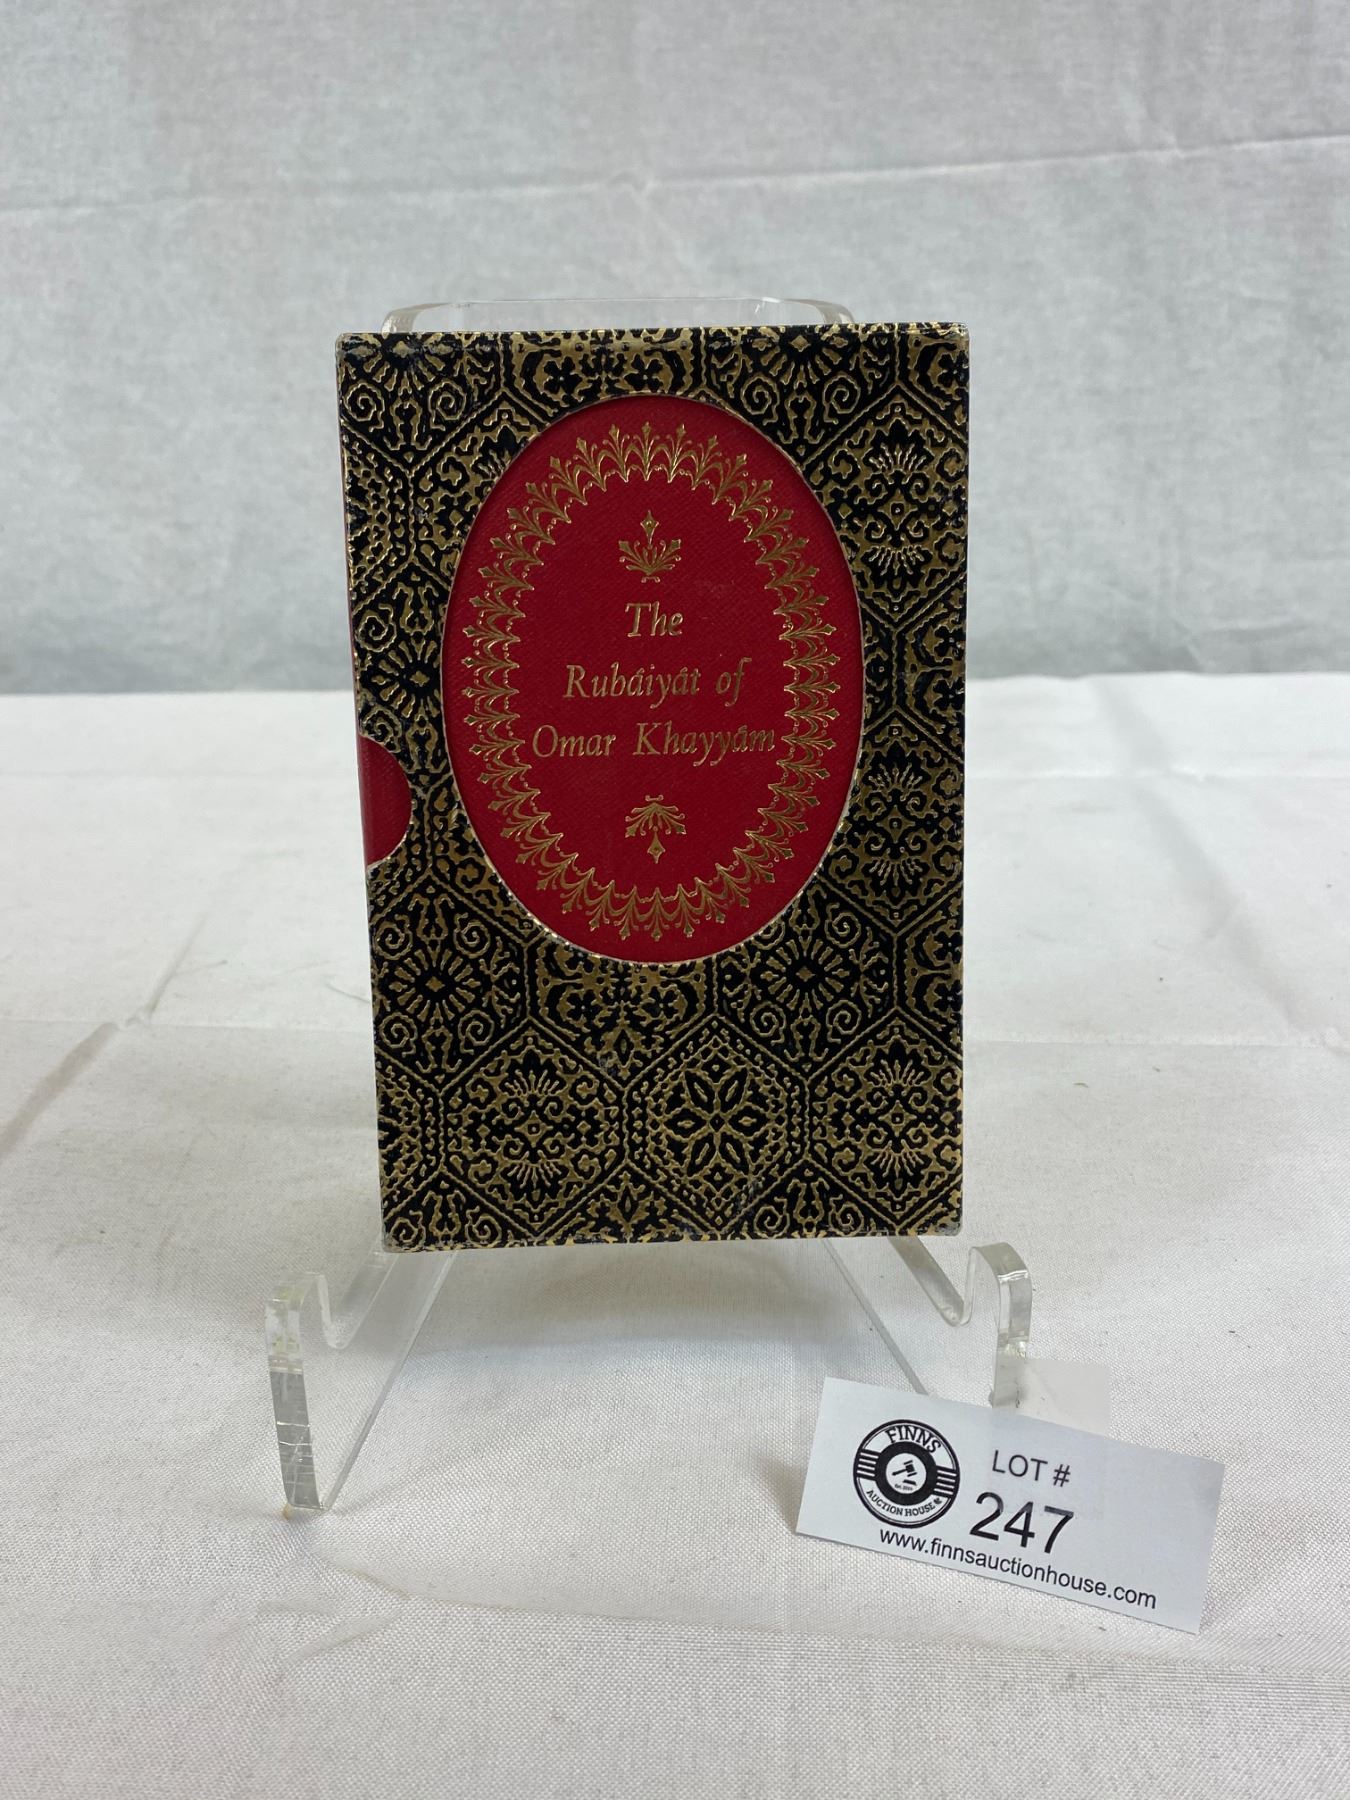 The
Rubáiyát of
Omar Khayyám
FINNS
AUCTION HOUSE
LOT #
247
www.finnsauctionhouse.com